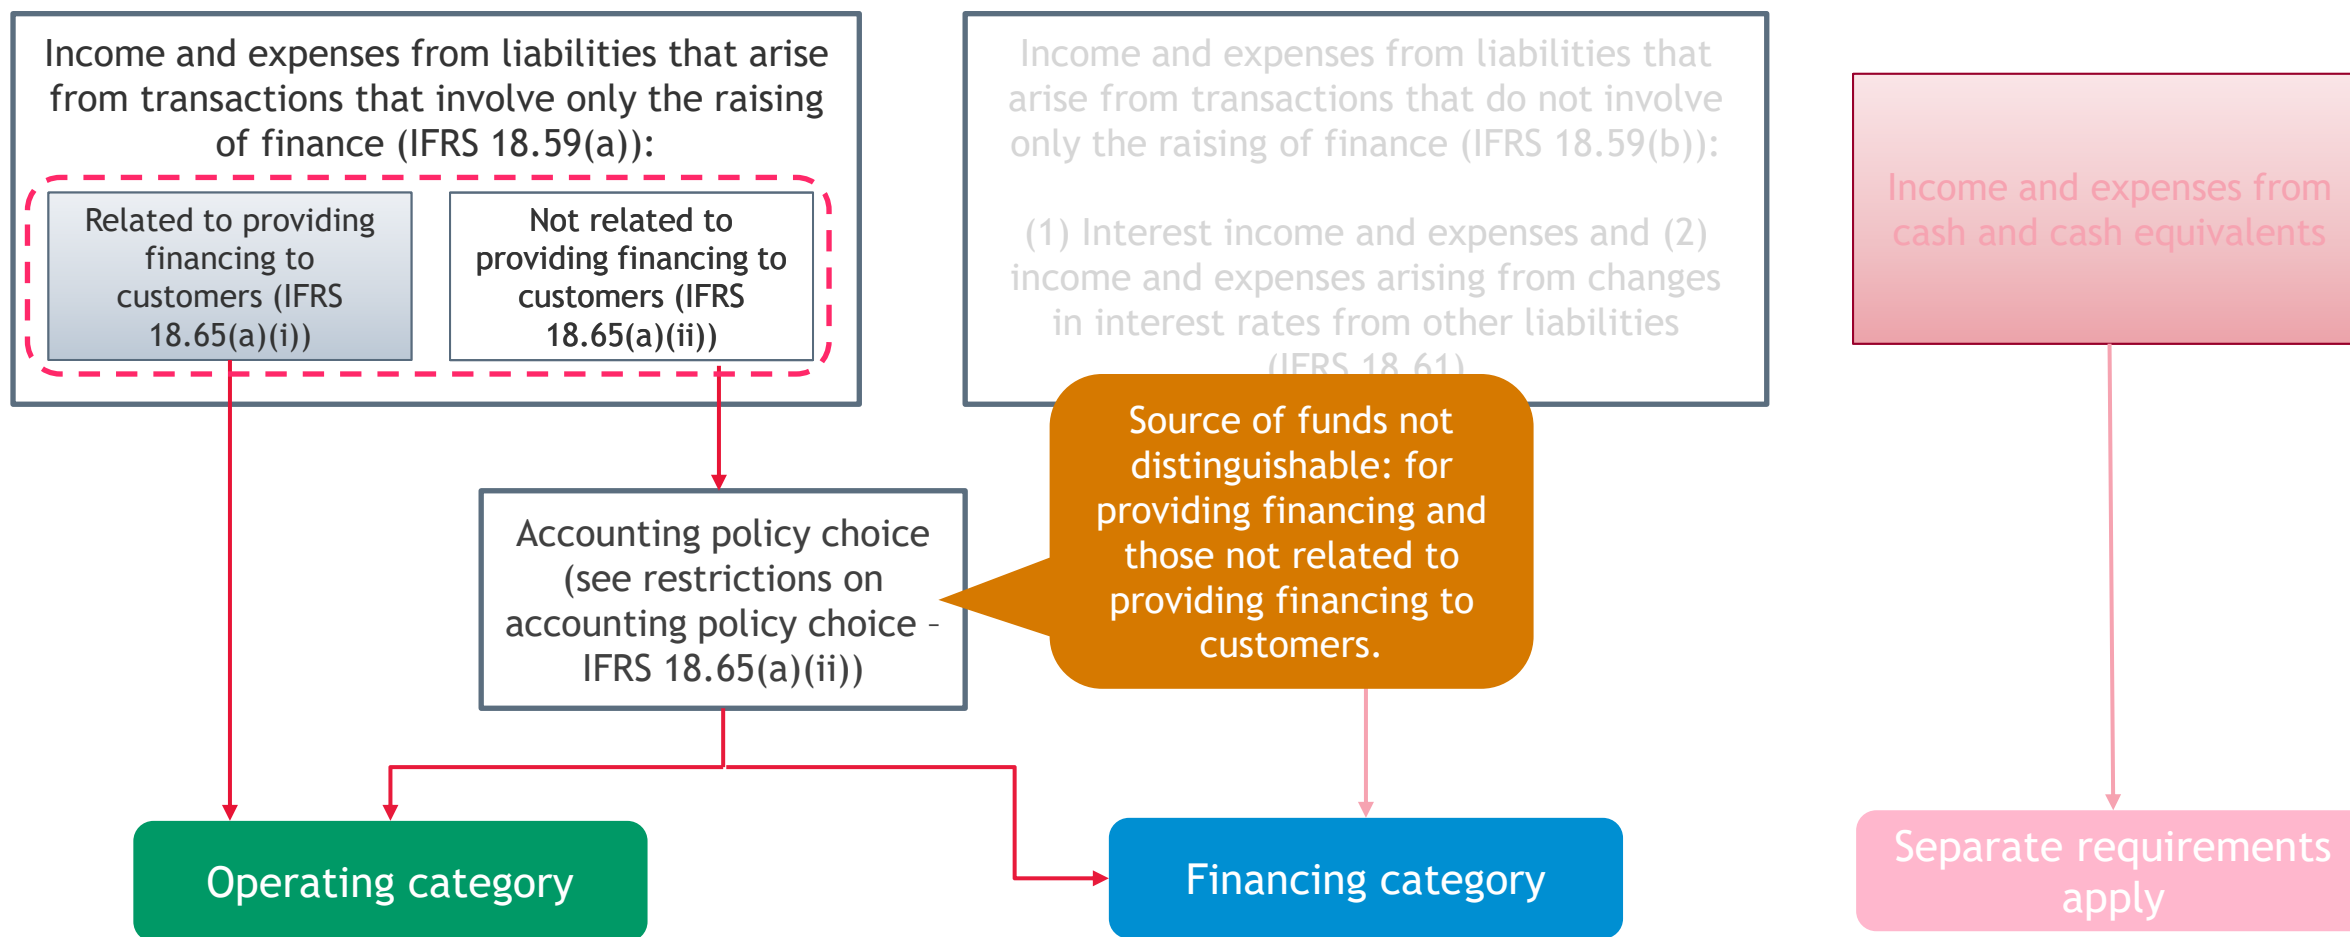 Income and expenses from liabilities that arise
from transactions that involve only the raising
of finance (IFRS 18.59(a)):
Related to providing
financing to
customers (IFRS
18.65(a)(i))
Not related to
providing financing to
customers (IFRS
18.65(a)(ii))
Income and expenses from liabilities that
arise from transactions that do not involve
only the raising of finance (IFRS 18.59(b)):
(1) Interest income and expenses and (2)
income and expenses arising from changes
in interest rates from other liabilities
(IFRS 18.61)
Income and expenses from
cash and cash equivalents
Accounting policy choice
(see restrictions on
accounting policy choice –
IFRS 18.65(a)(ii))
Source of funds not
distinguishable: for
providing financing and
those not related to
providing financing to
customers.
Operating category
Financing category
Separate requirements
apply